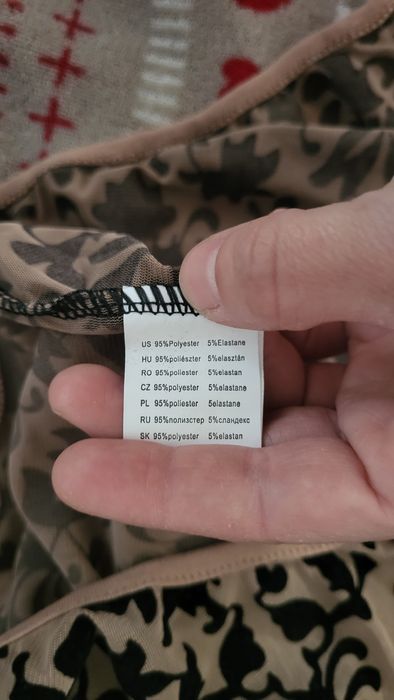 US 95%Polyester 5%Elastane
HU 95%poliészter 5%elasztán
RO 95%poliester 5%elastan
CZ 95%polyester 5%elastane
PL 95%poliester 5elastane
RU 95%полизстер 5%спандекс
SK 95%polyester 5%elastan